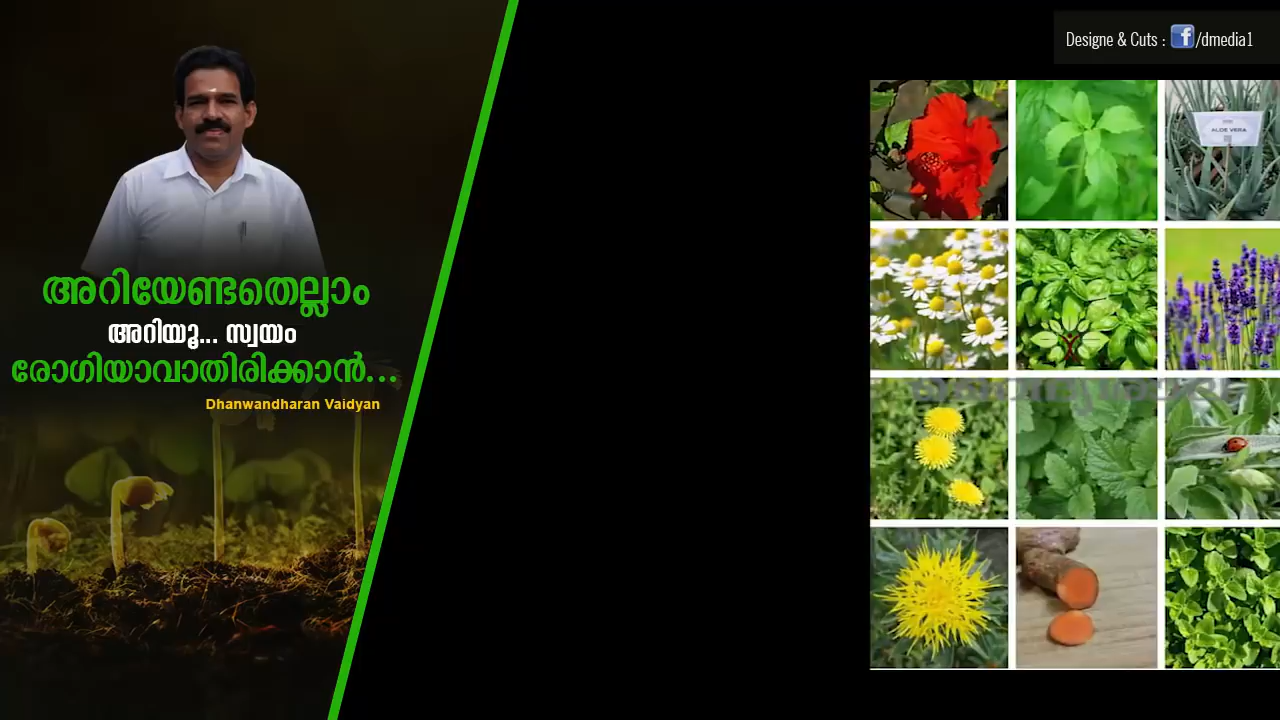 Designe & Cuts : f/dmedia1
ALOE VERA
അറിയേണ്ടതെല്ലാം
അറിയൂ... സ്വയം
രോഗിയാവാതിരിക്കാൻ...
Dhanwandharan Vaidyan